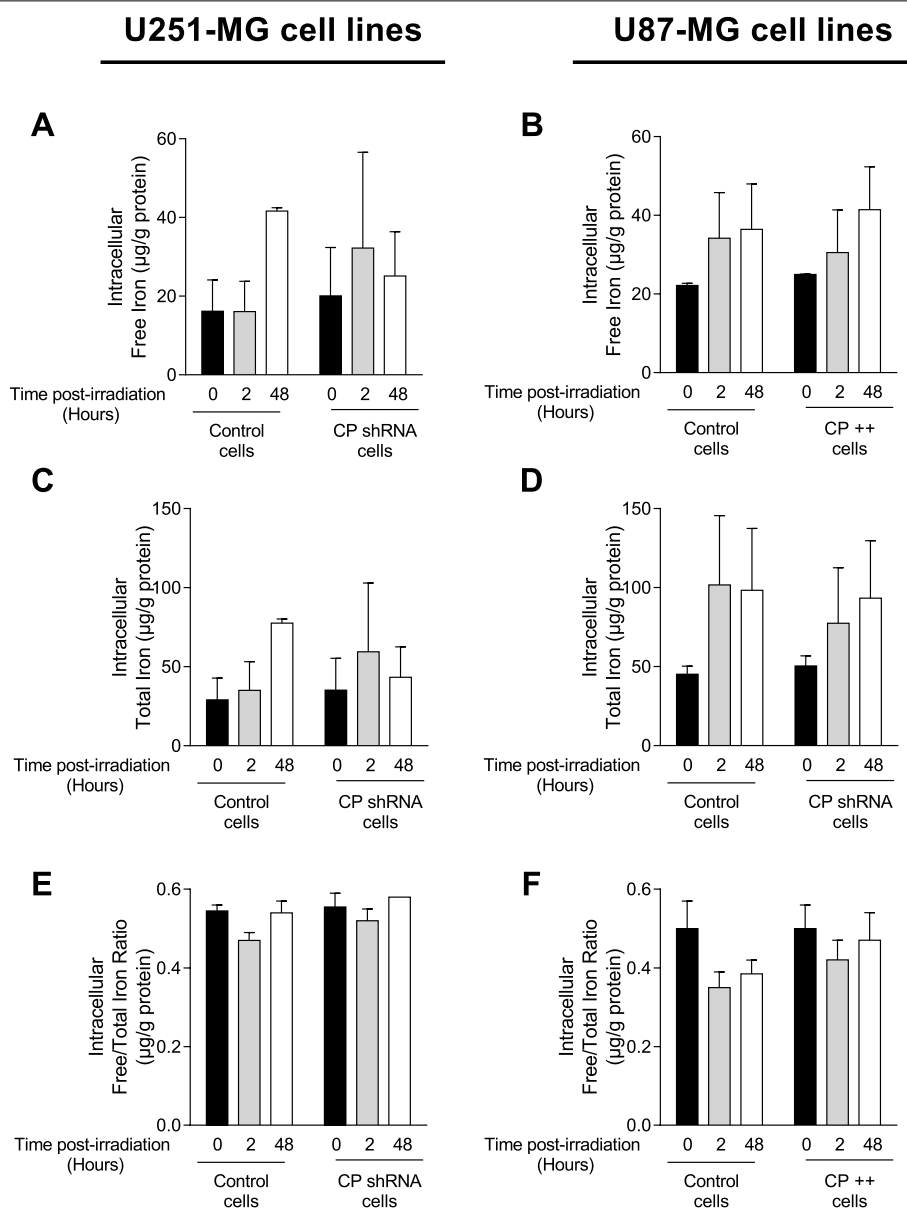 U251-MG cell lines
U87-MG cell lines
A
Intracellular
Free Iron (µg/g protein)
60
40
20
0
Time post-irradiation
(Hours)
0 2 48 0 2 48
Control
cells
CP shRNA
cells
B
Intracellular
Free Iron (µg/g protein)
60
40
20
0
Time post-irradiation
(Hours)
0 2 48 0 2 48
Control
cells
CP ++
cells
C
Intracellular
Total Iron (µg/g protein)
150
100
50
0
Time post-irradiation
(Hours)
0 2 48 0 2 48
Control
cells
CP shRNA
cells
D
Intracellular
Total Iron (µg/g protein)
150
100
50
0
Time post-irradiation
(Hours)
0 2 48 0 2 48
Control
cells
CP shRNA
cells
E
Intracellular
Free/Total Iron Ratio
(µg/g protein)
0.6
0.4
0.2
0.0
Time post-irradiation
(Hours)
0 2 48 0 2 48
Control
cells
CP shRNA
cells
F
Intracellular
Free/Total Iron Ratio
(µg/g protein)
0.6
0.4
0.2
0.0
Time post-irradiation
(Hours)
0 2 48 0 2 48
Control
cells
CP ++
cells